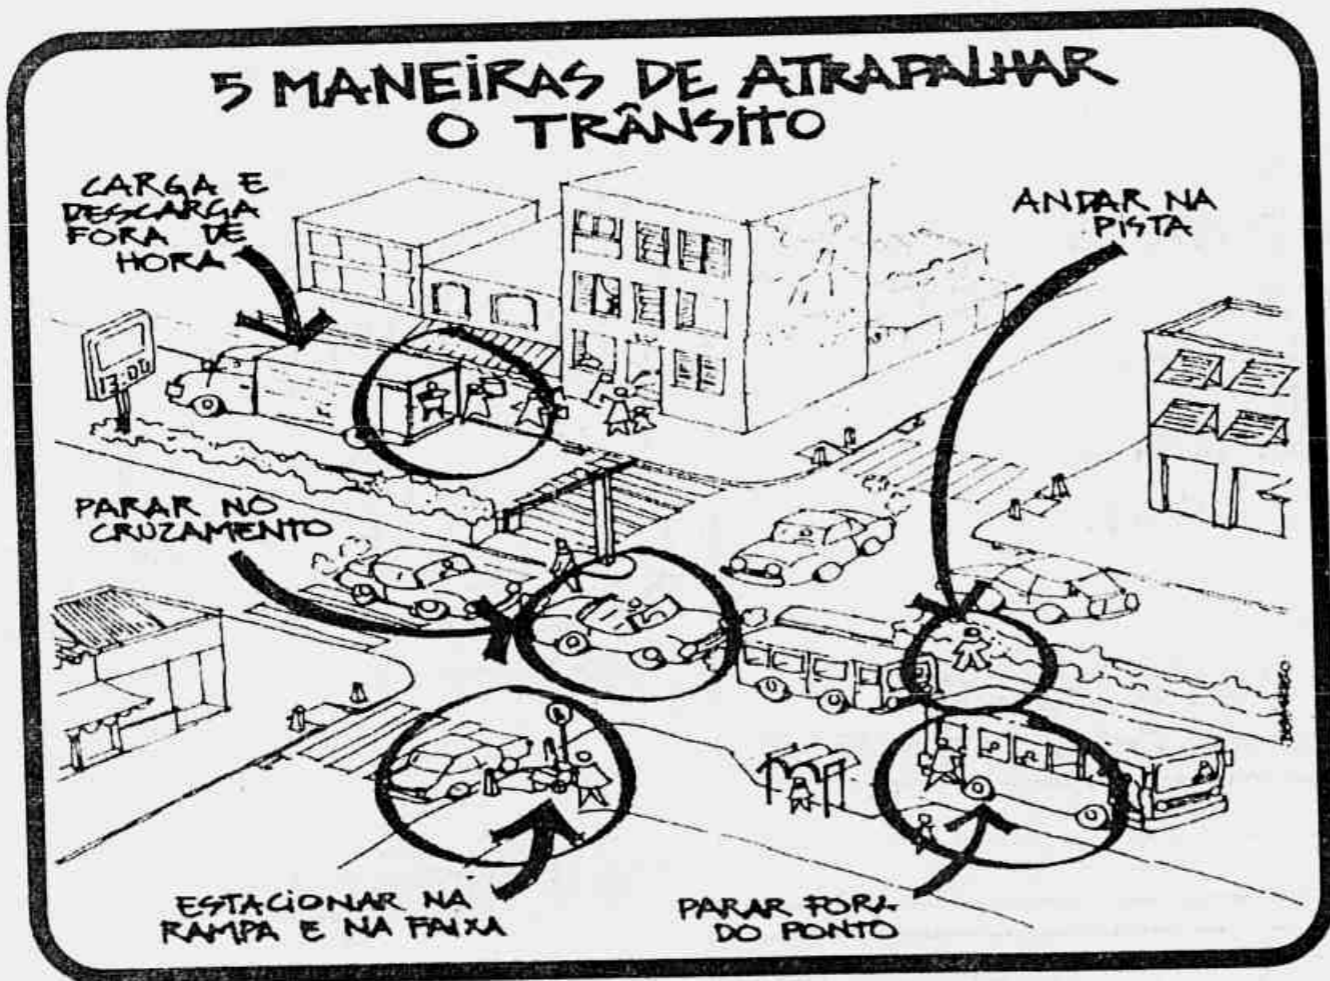 5 MANEIRAS DE ATRAPALHAR
O TRÂNSITO
CARGA E
DESCARGA
FORA DE
HORA
ANDAR NA
PISTA
13:00
PARAR NO
CRUZAMENTO
ESTACIONAR NA
RAMPA E NA FAIXA
PARAR FORA
DO PONTO